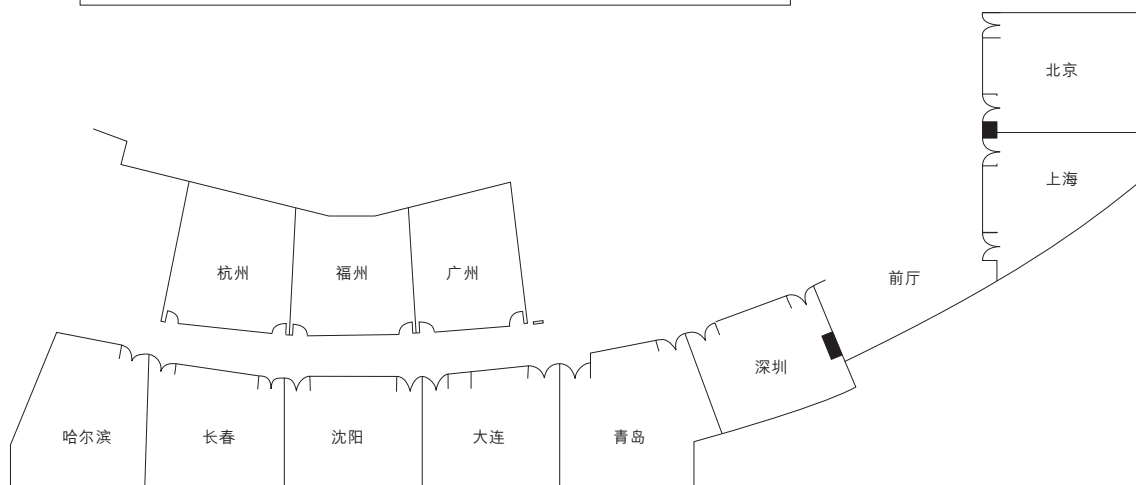 北京
上海
杭州
福州
广州
前厅
深圳
哈尔滨
长春
沈阳
大连
青岛